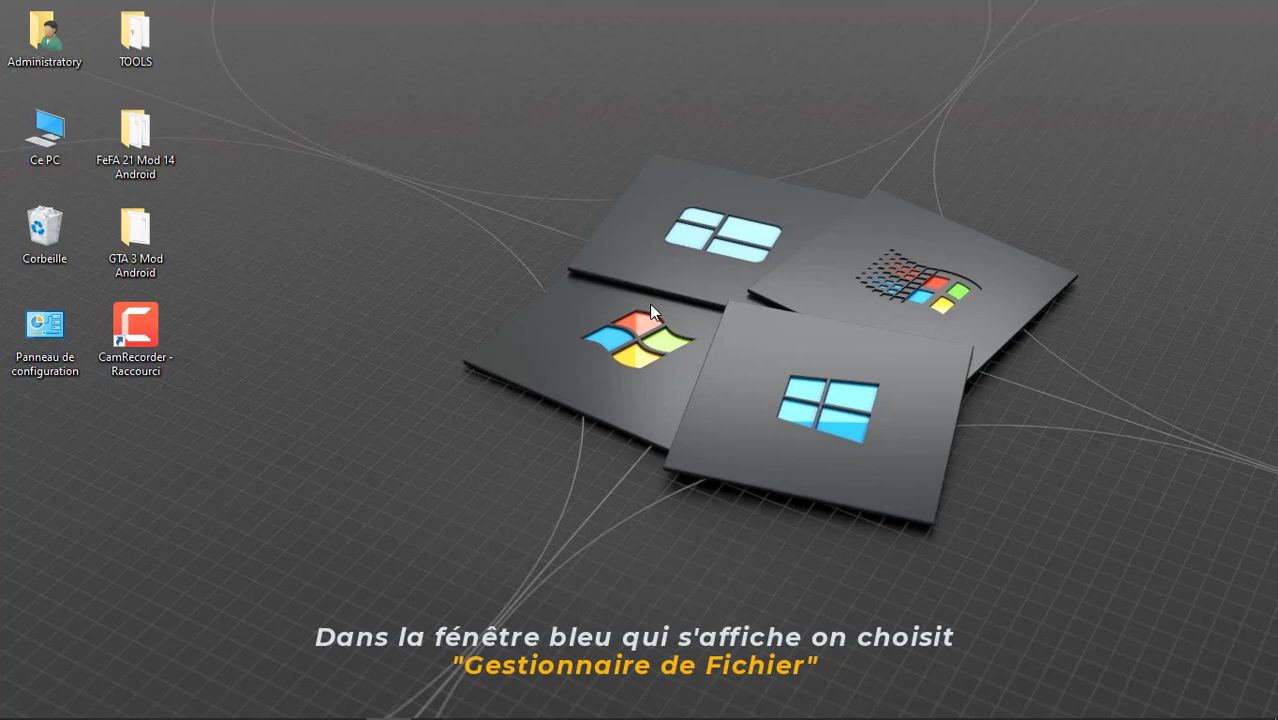 Administratory
TOOLS
Ce PC
FeFA 21 Mod 14
Android
Corbeille
GTA 3 Mod
Android
Panneau de
configuration
CamRecorder -
Raccourci
Dans la fénêtre bleu qui s'affiche on choisit
"Gestionnaire de Fichier"